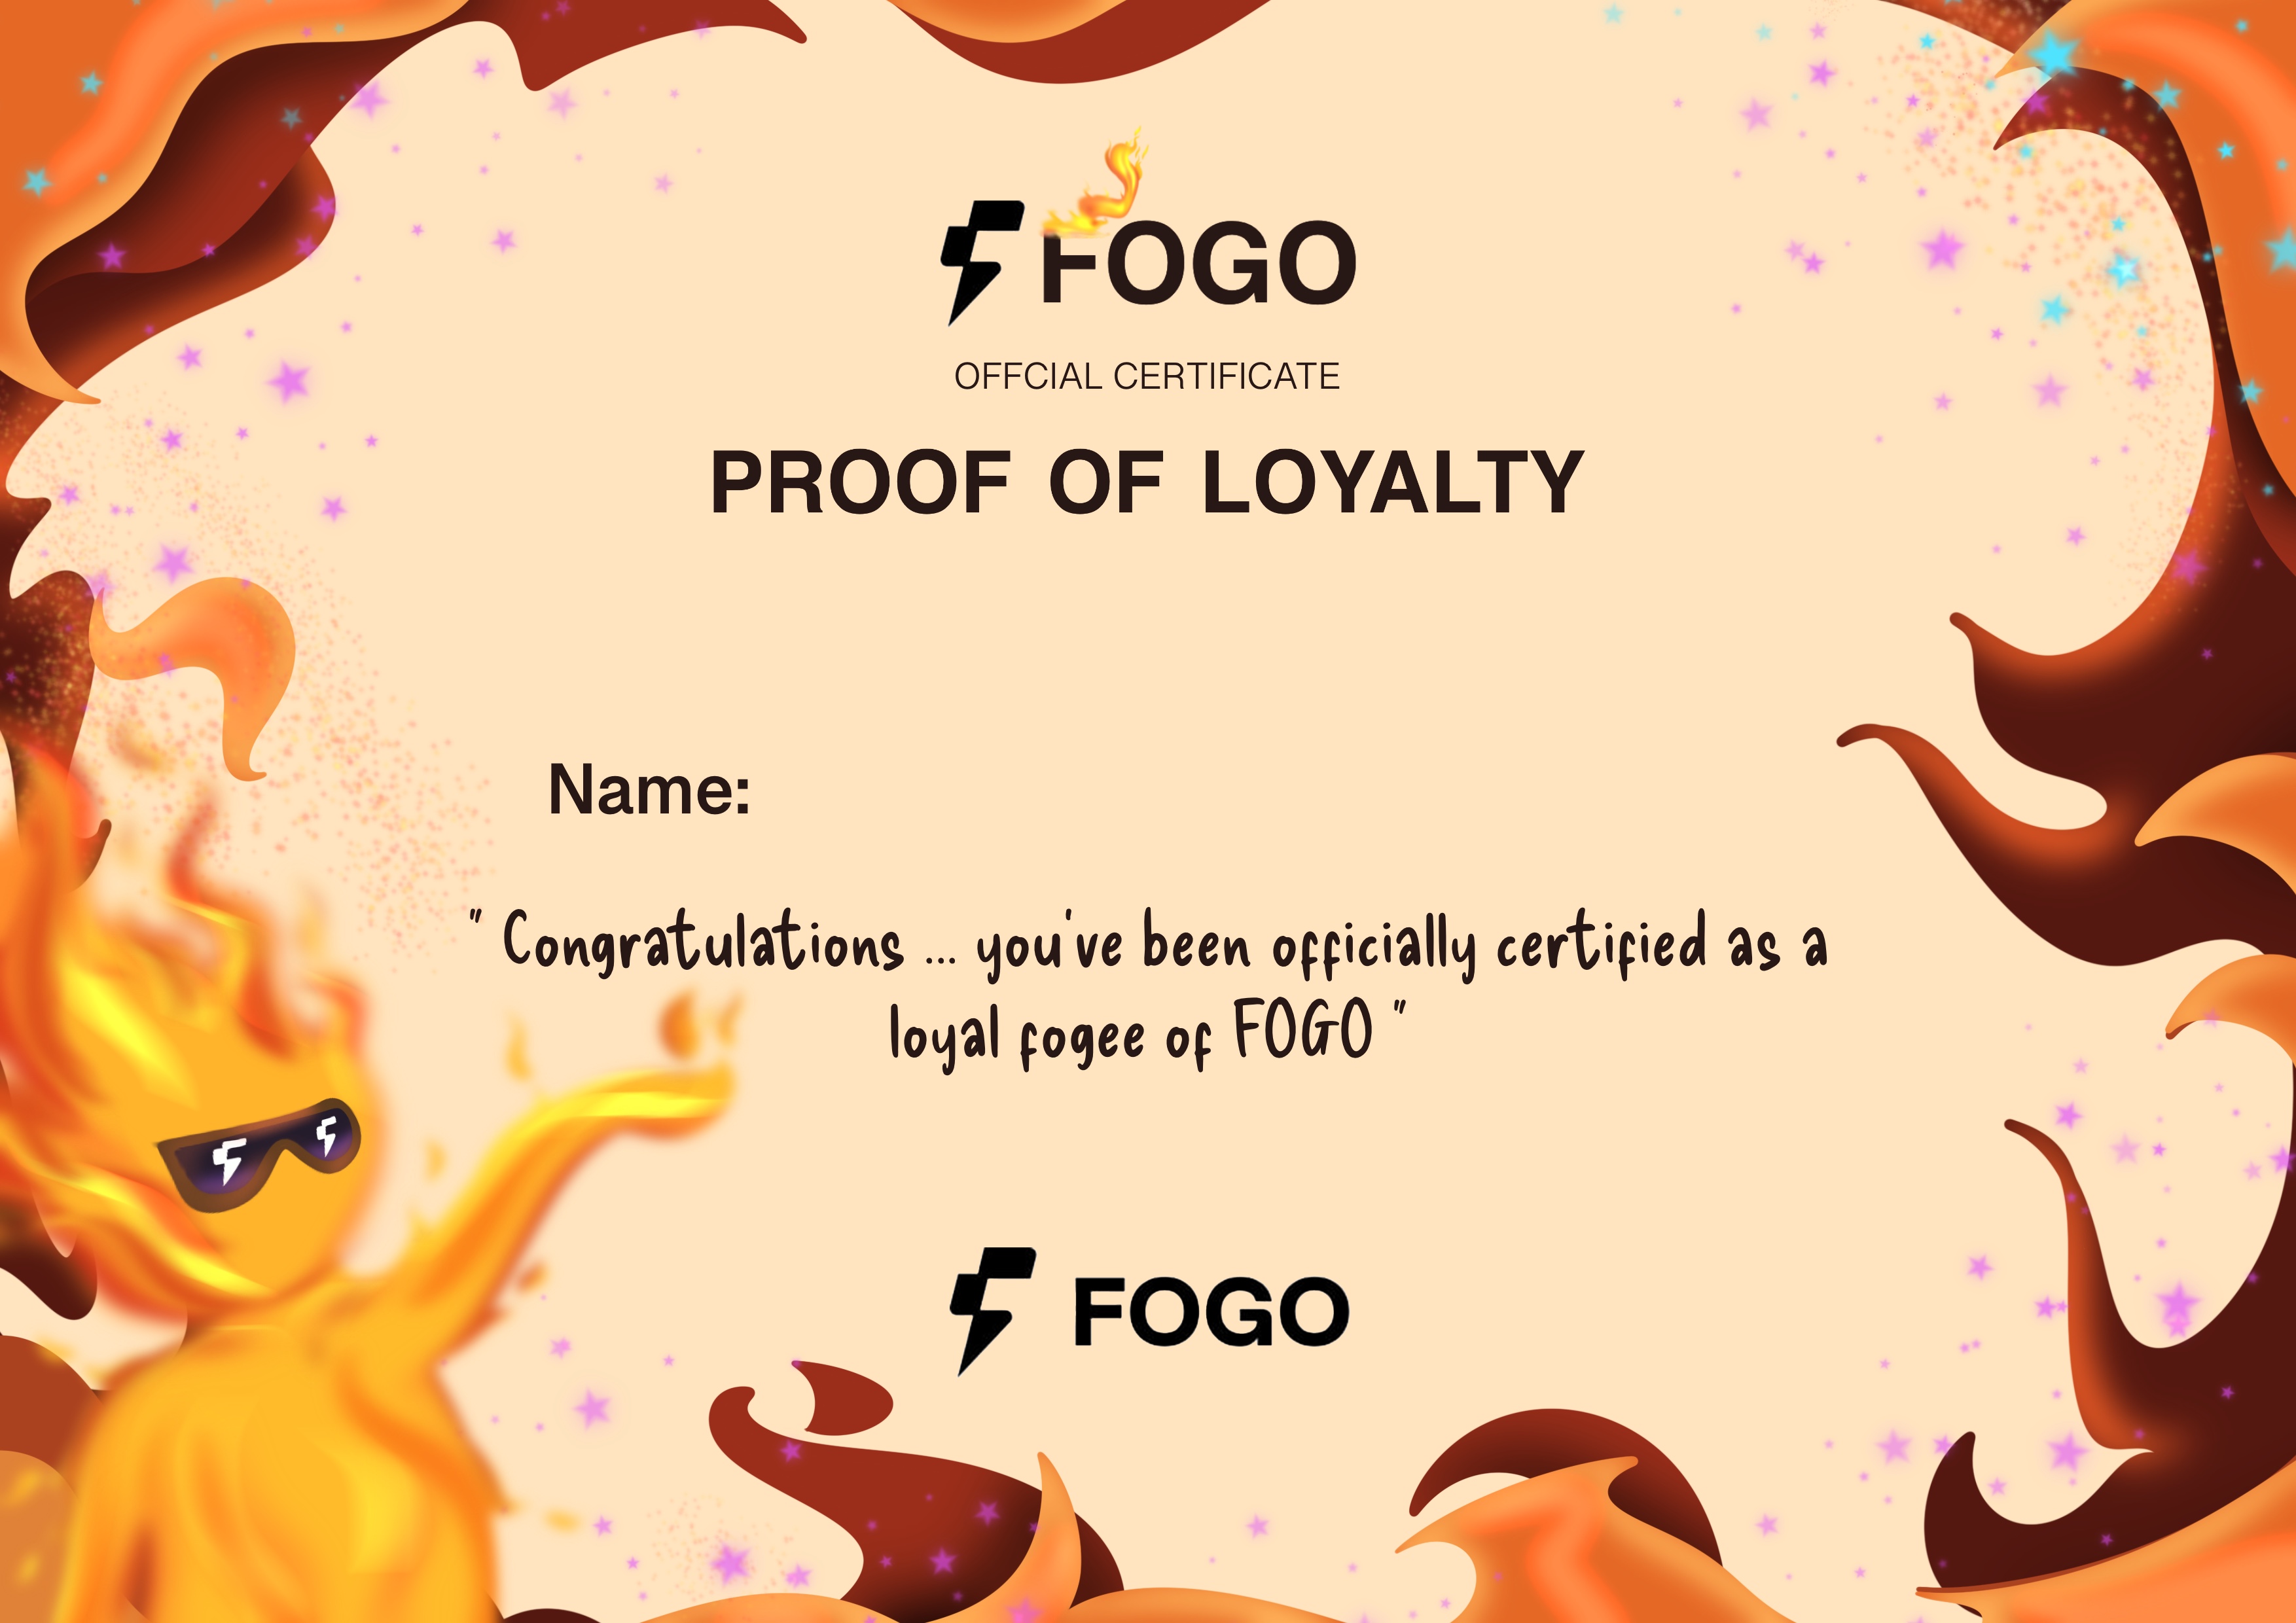 FOGO
OFFCIAL CERTIFICATE
PROOF OF LOYALTY
Name:
" Congratulations ... you've been officially certified as a
loyal fogee of FOGO "
FOGO